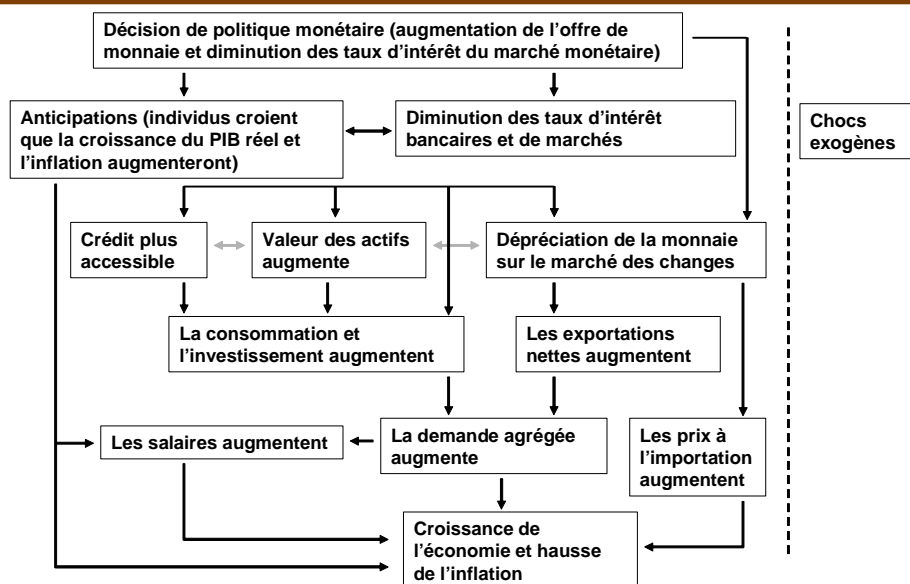 Décision de politique monétaire (augmentation de l'offre de
monnaie et diminution des taux d'intérêt du marché monétaire)
Anticipations (individus croient
que la croissance du PIB réel et
l'inflation augmenteront)
Diminution des taux d'intérêt
bancaires et de marchés
Chocs
exogènes
Crédit plus
accessible
Valeur des actifs
augmente
Dépréciation de la monnaie
sur le marché des changes
La consommation et
l'investissement augmentent
Les exportations
nettes augmentent
Les salaires augmentent
La demande agrégée
augmente
Les prix à
l'importation
augmentent
Croissance de
l'économie et hausse
de l'inflation